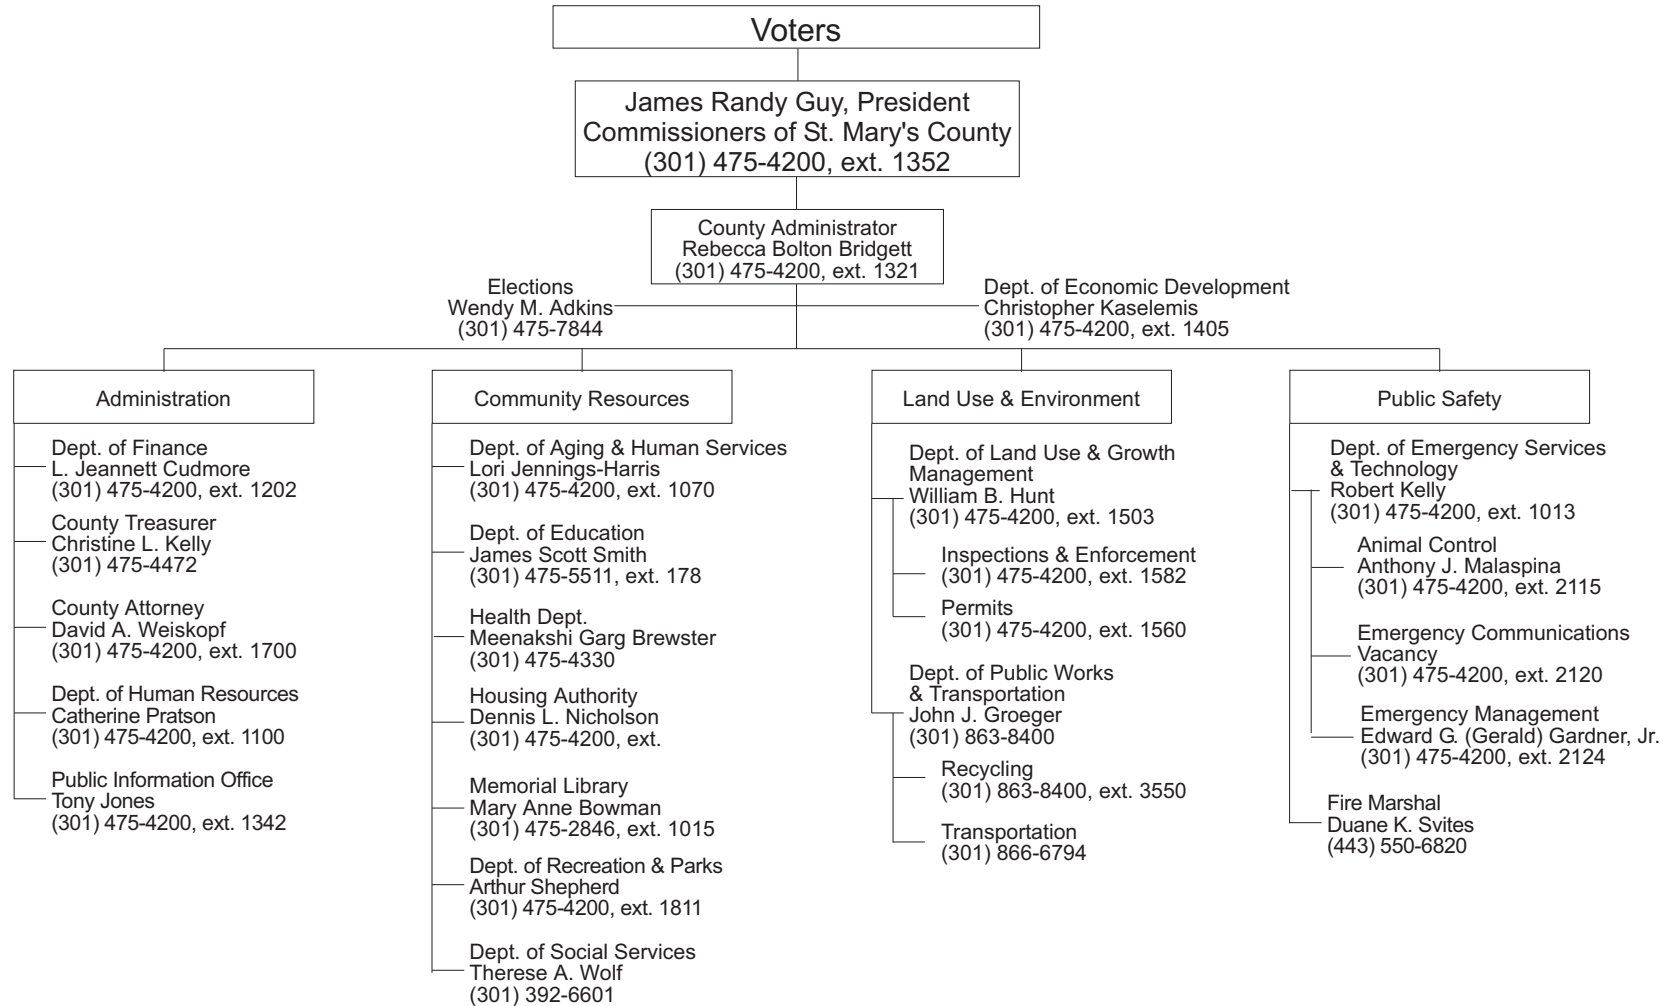 Voters
James Randy Guy, President
Commissioners of St. Mary's County
(301) 475-4200, ext. 1352
County Administrator
Rebecca Bolton Bridgett
(301) 475-4200, ext. 1321
Elections
Wendy M. Adkins
(301) 475-7844
Dept. of Economic Development
Christopher Kaselemis
(301) 475-4200, ext. 1405
Administration
Dept. of Finance
L. Jeannett Cudmore
(301) 475-4200, ext. 1202
County Treasurer
Christine L. Kelly
(301) 475-4472
County Attorney
David A. Weiskopf
(301) 475-4200, ext. 1700
Dept. of Human Resources
Catherine Pratson
(301) 475-4200, ext. 1100
Public Information Office
Tony Jones
(301) 475-4200, ext. 1342
Community Resources
Dept. of Aging & Human Services
Lori Jennings-Harris
(301) 475-4200, ext. 1070
Dept. of Education
James Scott Smith
(301) 475-5511, ext. 178
Health Dept.
Meenakshi Garg Brewster
(301) 475-4330
Housing Authority
Dennis L. Nicholson
(301) 475-4200, ext.
Memorial Library
Mary Anne Bowman
(301) 475-2846, ext. 1015
Dept. of Recreation & Parks
Arthur Shepherd
(301) 475-4200, ext. 1811
Dept. of Social Services
Therese A. Wolf
(301) 392-6601
Land Use & Environment
Dept. of Land Use & Growth
Management
William B. Hunt
(301) 475-4200, ext. 1503
Inspections & Enforcement
(301) 475-4200, ext. 1582
Permits
(301) 475-4200, ext. 1560
Dept. of Public Works
& Transportation
John J. Groeger
(301) 863-8400
Recycling
(301) 863-8400, ext. 3550
Transportation
(301) 866-6794
Public Safety
Dept. of Emergency Services
& Technology
Robert Kelly
(301) 475-4200, ext. 1013
Animal Control
Anthony J. Malaspina
(301) 475-4200, ext. 2115
Emergency Communications
Vacancy
(301) 475-4200, ext. 2120
Emergency Management
Edward G. (Gerald) Gardner, Jr.
(301) 475-4200, ext. 2124
Fire Marshal
Duane K. Svites
(443) 550-6820